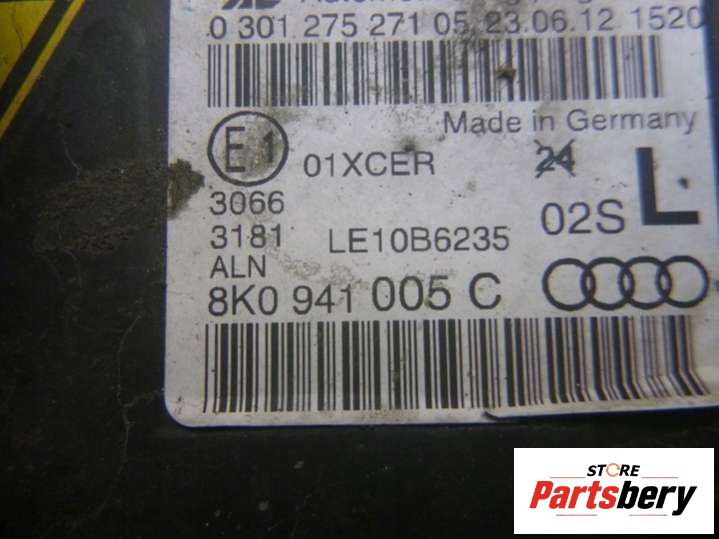 0 301 275 271 05 23.06.12 1520
Made in Germany
E1 01XCER 24
3066 02S L
3181 LE10B6235
ALN
8K0 941 005 C
STORE
Partsbery